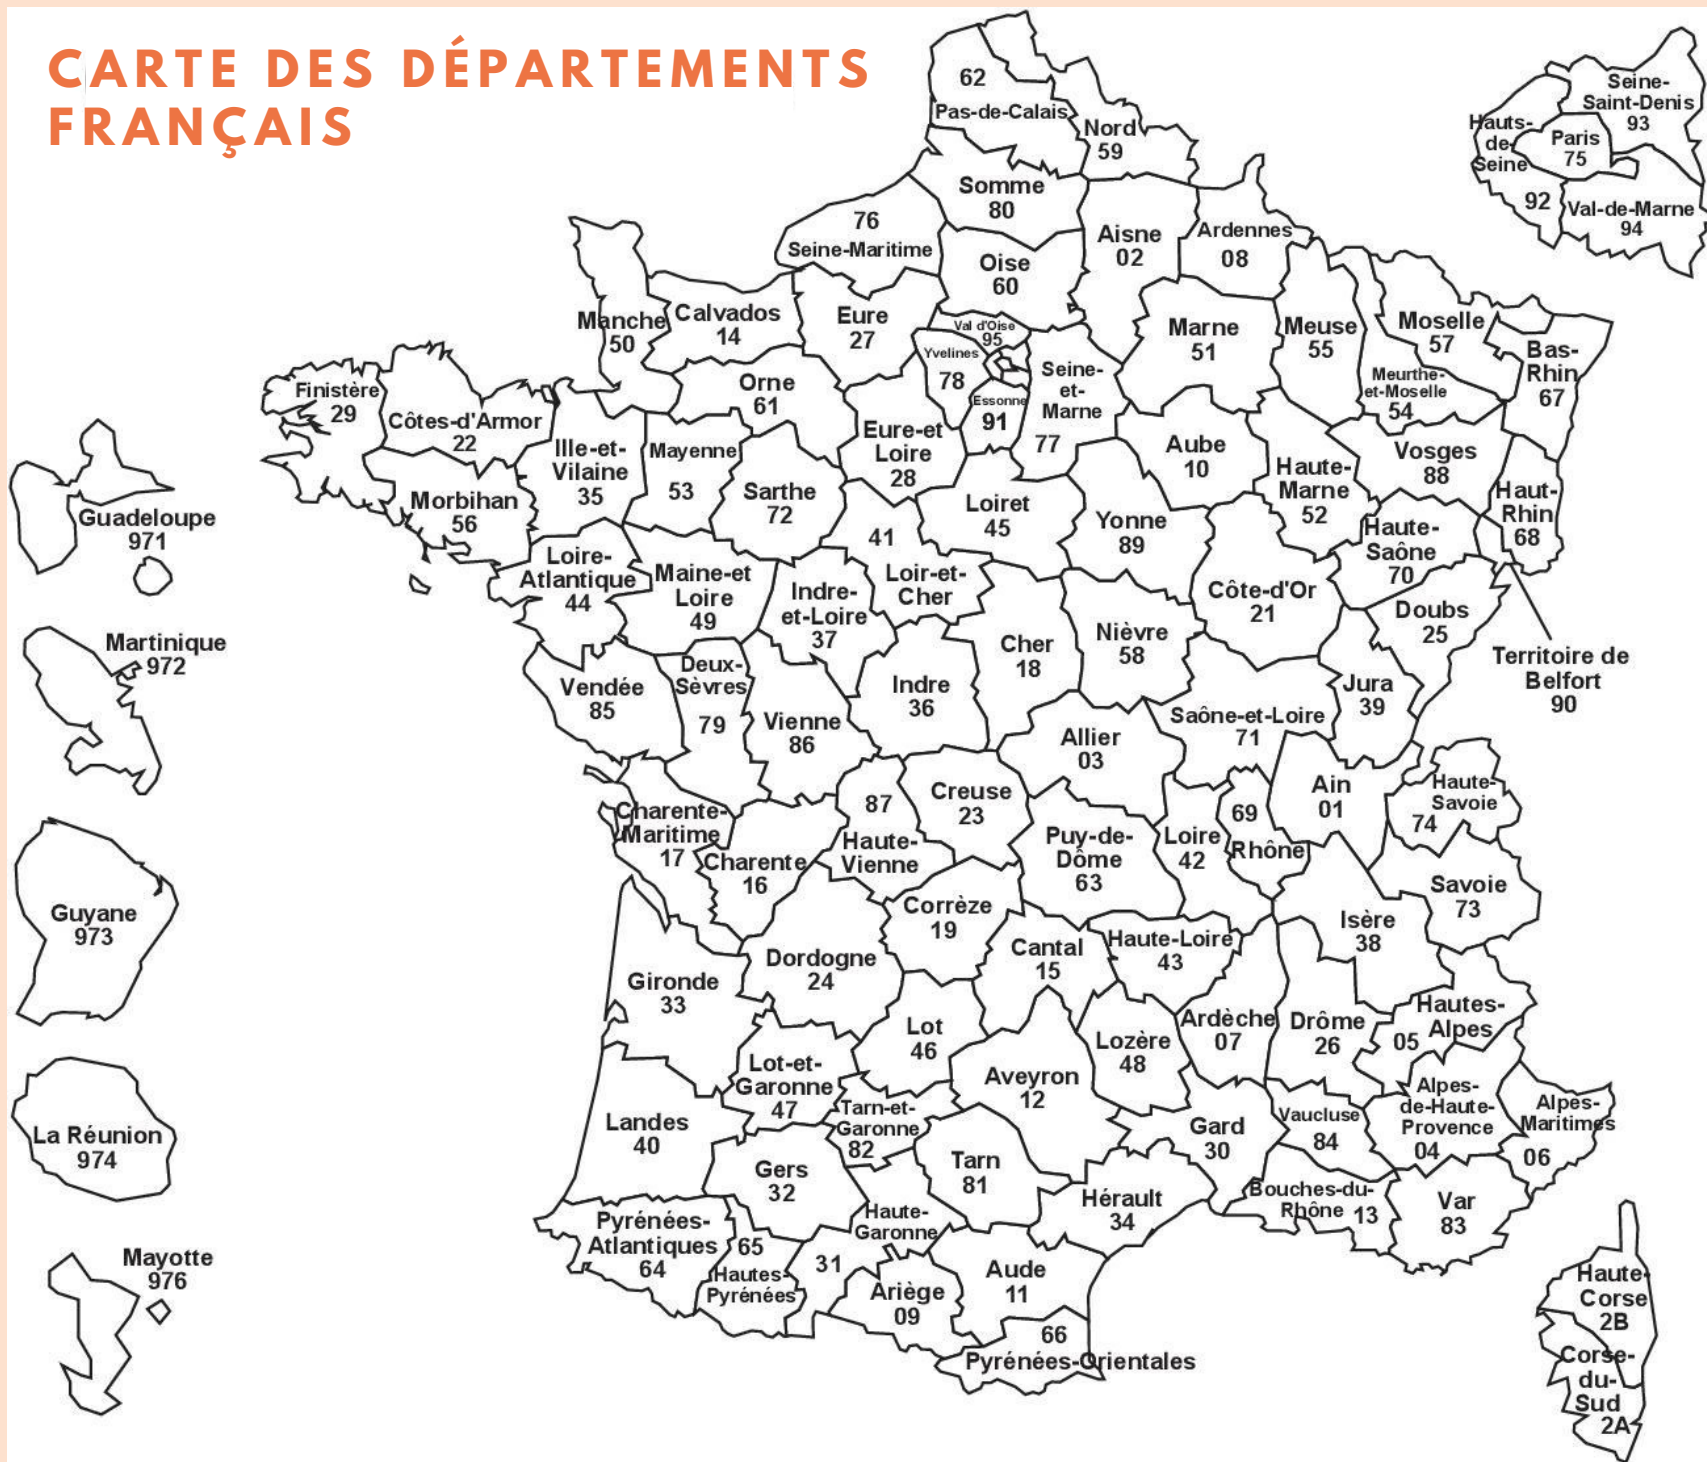 CARTE DES DÉPARTEMENTS
FRANÇAIS
62
Pas-de-Calais
Nord
59
Somme
80
76
Seine-Maritime
Oise
60
Aisne
02
Ardennes
08
Seine-
Saint-Denis
93
Hauts-
de-
Seine
92
Paris
75
Val-de-Marne
94
Manche
50
Calvados
14
Eure
27
Val d'Oise
95
Yvelines
78
Essonne
91
Seine-
et-
Marne
77
Marne
51
Meuse
55
Moselle
57
Meurthe-
et-Moselle
54
Bas-
Rhin
67
Finistère
29
Côtes-d'Armor
22
Ille-et-
Vilaine
35
Morbihan
56
Mayenne
53
Orne
61
Sarthe
72
Eure-et
Loire
28
Loiret
45
41
Loir-et-
Cher
Yonne
89
Aube
10
Haute-
Marne
52
Vosges
88
Haut-
Rhin
68
Haute-
Saône
70
Territoire de
Belfort
90
Guadeloupe
971
Martinique
972
Guyane
973
La Réunion
974
Mayotte
976
Loire-
Atlantique
44
Maine-et
Loire
49
Indre-
et-Loire
37
Cher
18
Nièvre
58
Côte-d'Or
21
Doubs
25
Jura
39
Vendée
85
Deux-
Sèvres
79
Vienne
86
Indre
36
Allier
03
Saône-et-Loire
71
Ain
01
Haute-
Savoie
74
Charente-
Maritime
17
Charente
16
87
Haute-
Vienne
Creuse
23
Puy-de-
Dôme
63
Loire
42
69
Rhône
Savoie
73
Isère
38
Gironde
33
Dordogne
24
Corrèze
19
Cantal
15
Haute-Loire
43
Ardèche
07
Drôme
26
Hautes-
Alpes
05
Lot
46
Lozère
48
Aveyron
12
Lot-et-
Garonne
47
Tarn-et-
Garonne
82
Landes
40
Gers
32
Tarn
81
Gard
30
Vaucluse
84
Alpes-
de-Haute-
Provence
04
Alpes-
Maritimes
06
Hérault
34
Bouches-du-
Rhône 13
Var
83
Pyrénées-
Atlantiques
64
65
Hautes-
Pyrénées
Haute-
Garonne
31
Ariège
09
Aude
11
66
Pyrénées-Orientales
Haute-
Corse
2B
Corse-
du-
Sud
2A